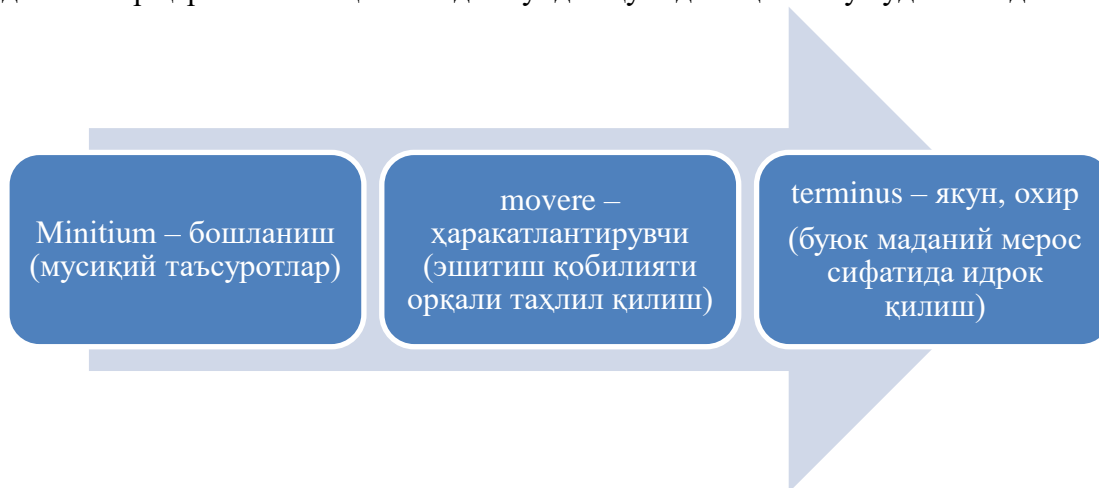 Minitium – бошланиш
(мусиқий таъсуротлар)
movere –
ҳаракатлантирувчи
(эшитиш қобилияти
орқали таҳлил қилиш)
terminus – якун, охир
(буюк маданий мерос
сифатида идрок
қилиш)